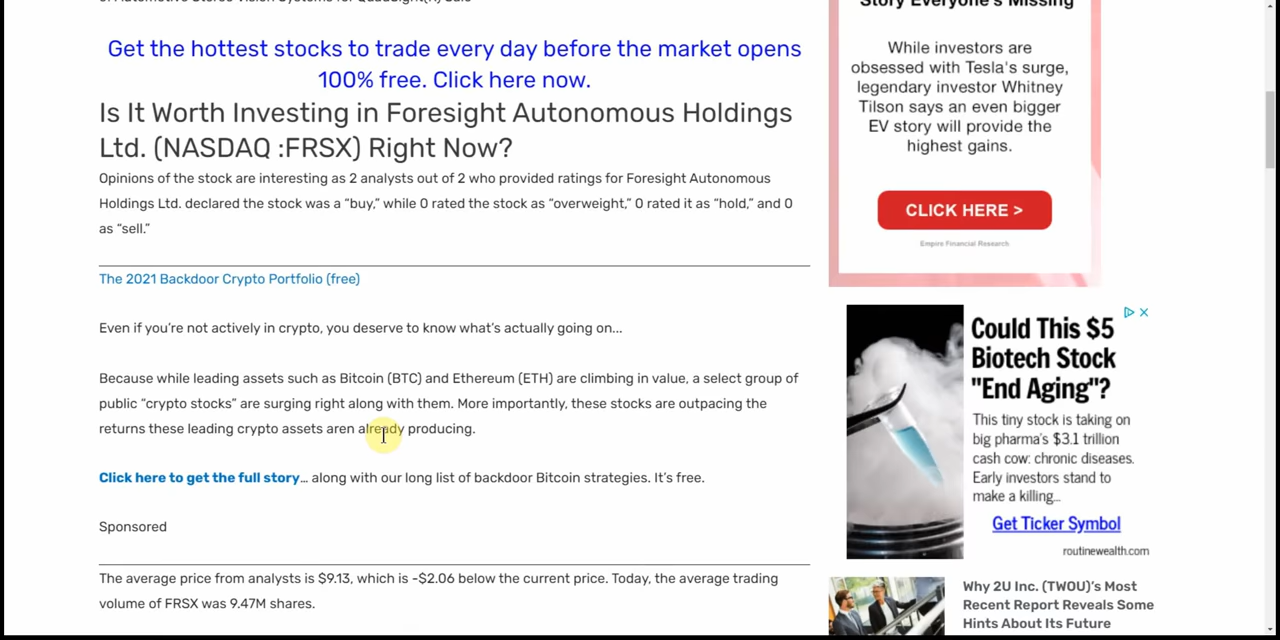 Get the hottest stocks to trade every day before the market opens
100% free. Click here now.
Is It Worth Investing in Foresight Autonomous Holdings
Ltd. (NASDAQ :FRSX) Right Now?
Opinions of the stock are interesting as 2 analysts out of 2 who provided ratings for Foresight Autonomous
Holdings Ltd. declared the stock was a “buy,” while 0 rated the stock as “overweight,” 0 rated it as “hold,” and 0
as “sell.”
The 2021 Backdoor Crypto Portfolio (free)
Even if you’re not actively in crypto, you deserve to know what’s actually going on...
Because while leading assets such as Bitcoin (BTC) and Ethereum (ETH) are climbing in value, a select group of
public “crypto stocks” are surging right along with them. More importantly, these stocks are outpacing the
returns these leading crypto assets aren already producing.
Click here to get the full story… along with our long list of backdoor Bitcoin strategies. It’s free.
Sponsored
The average price from analysts is $9.13, which is -$2.06 below the current price. Today, the average trading
volume of FRSX was 9.47M shares.
Story Everyone's Missing
While investors are
obsessed with Tesla's surge,
legendary investor Whitney
Tilson says an even bigger
EV story will provide the
highest gains.
CLICK HERE >
Empire Financial Research
Could This $5
Biotech Stock
"End Aging"?
This tiny stock is taking on
big pharma's $3.1 trillion
cash cow: chronic diseases.
Early investors stand to
make a killing...
Get Ticker Symbol
routinewealth.com
Why 2U Inc. (TWOU)’s Most
Recent Report Reveals Some
Hints About Its Future